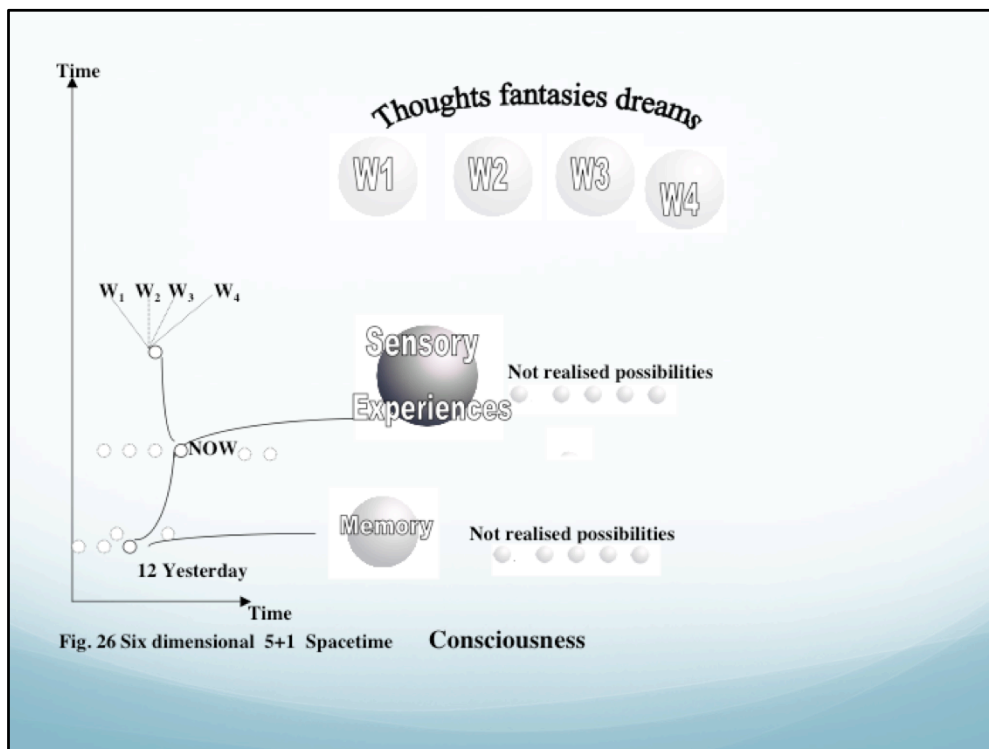 Time
Thoughts fantasies dreams
W1 W2 W3 W4
W₁ W₂ W₃ W₄
Sensory
Experiences
Not realised possibilities
NOW
Memory
Not realised possibilities
12 Yesterday
Time
Fig. 26 Six dimensional 5+1 Spacetime Consciousness